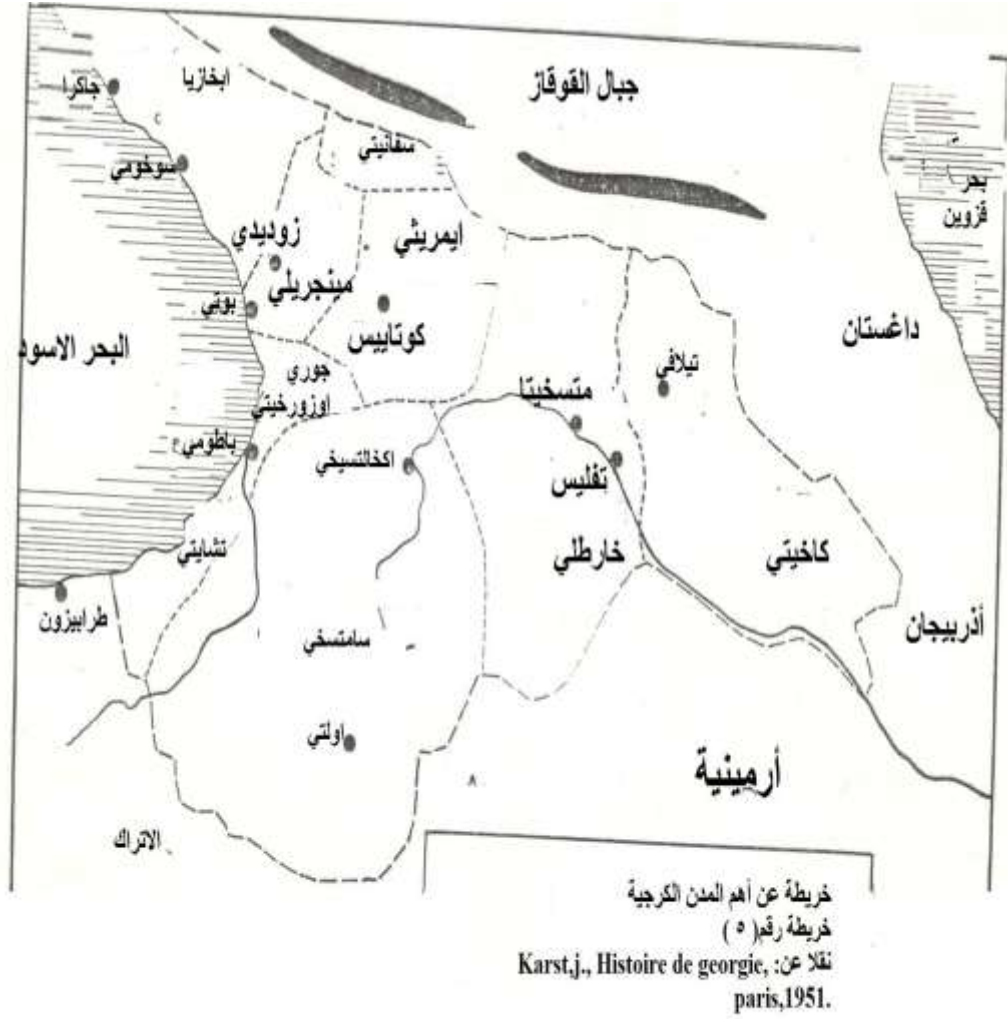 جبال القوقاز
ابخازيا
جاكرا
سفانيتي
سوخومي
بحر
قزوين
زوديدي
ايمريثي
مينجريلي
بوتي
كوتاييس
داغستان
البحر الاسود
تيلافي
جوري
اوزورخيتي
متسخيتا
باطومي
اكخالتسيخي
تفليس
تشايتي
خارطلي
كاخيتي
طرابيزون
أذربيجان
سامتسخي
اولتي
أرمينية
الاتراك
خريطة عن أهم المدن الكرجية
خريطة رقم( ٥ )
نقلا عن: Karst,j., Histoire de georgie,
paris,1951.